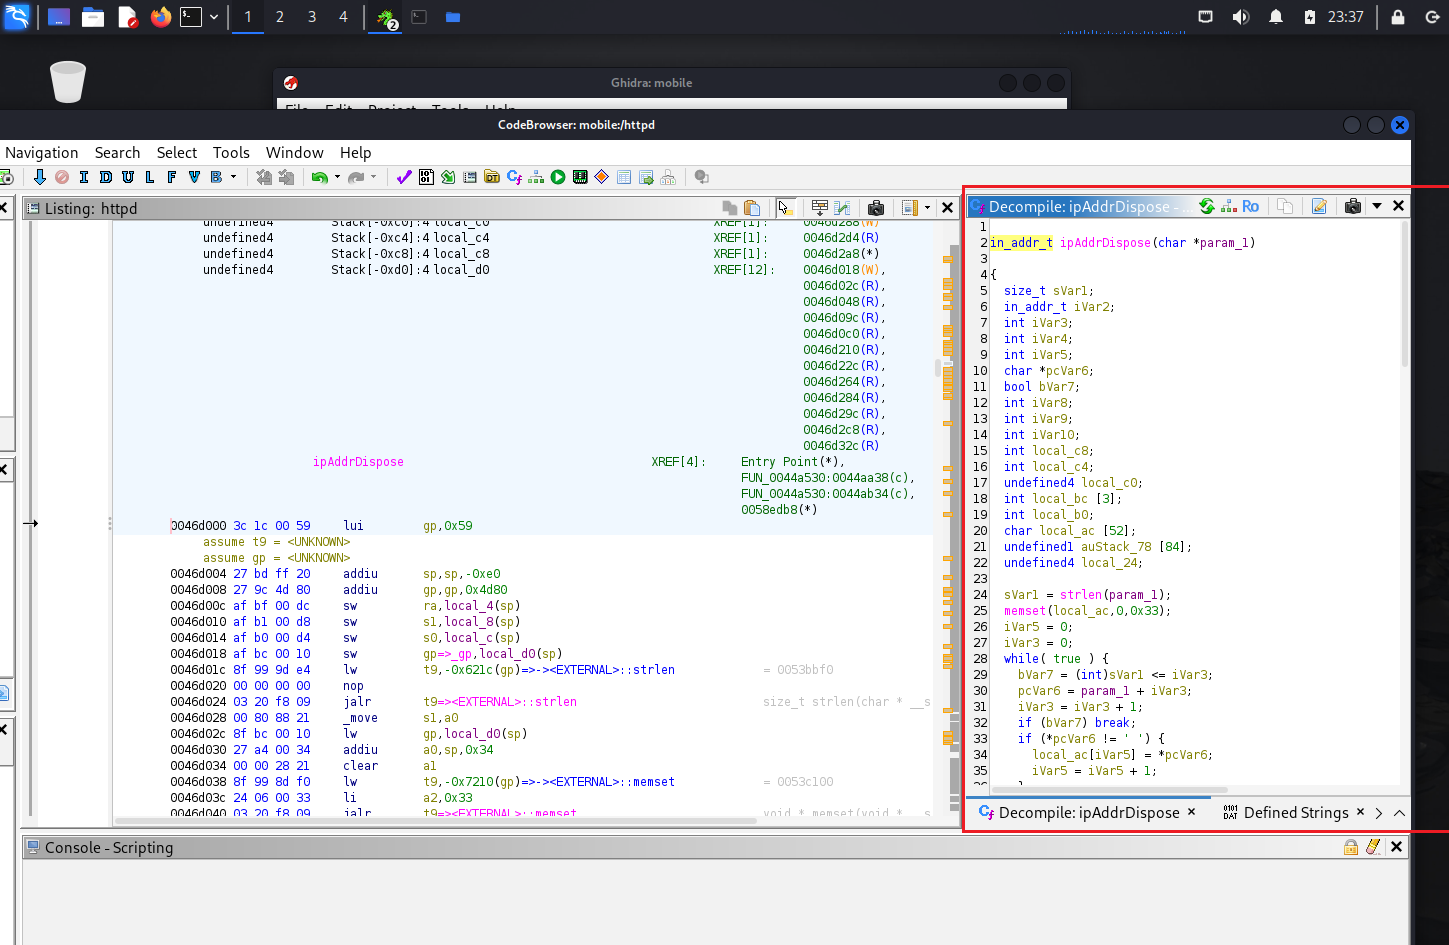 1 2 3 4
2
23:37
Ghidra: mobile
File Edit Project Tools Help
CodeBrowser: mobile:/httpd
Navigation Search Select Tools Window Help
I D U L F V B
Listing: httpd
undefined4 Stack[-0xc0]:4 local_c0 XREF[1]: 0046d288(W)
undefined4 Stack[-0xc4]:4 local_c4 XREF[1]: 0046d2d4(R)
undefined4 Stack[-0xc8]:4 local_c8 XREF[1]: 0046d2a8(*)
undefined4 Stack[-0xd0]:4 local_d0 XREF[12]: 0046d018(W),
0046d02c(R),
0046d048(R),
0046d09c(R),
0046d0c0(R),
0046d210(R),
0046d22c(R),
0046d264(R),
0046d284(R),
0046d29c(R),
0046d2c8(R),
0046d32c(R)
ipAddrDispose XREF[4]: Entry Point(*),
FUN_0044a530:0044aa38(c),
FUN_0044a530:0044ab34(c),
0058edb8(*)
0046d000 3c 1c 00 59 lui gp,0x59
assume t9 = <UNKNOWN>
assume gp = <UNKNOWN>
0046d004 27 bd ff 20 addiu sp,sp,-0xe0
0046d008 27 9c 4d 80 addiu gp,gp,0x4d80
0046d00c af bf 00 dc sw ra,local_4(sp)
0046d010 af b1 00 d8 sw s1,local_8(sp)
0046d014 af b0 00 d4 sw s0,local_c(sp)
0046d018 af bc 00 10 sw gp=>_gp,local_d0(sp)
0046d01c 8f 99 9d e4 lw t9,-0x621c(gp)=>-><EXTERNAL>::strlen = 0053bbf0
0046d020 00 00 00 00 nop
0046d024 03 20 f8 09 jalr t9=><EXTERNAL>::strlen size_t strlen(char * __s
0046d028 00 80 88 21 _move s1,a0
0046d02c 8f bc 00 10 lw gp,local_d0(sp)
0046d030 27 a4 00 34 addiu a0,sp,0x34
0046d034 00 00 28 21 clear a1
0046d038 8f 99 8d f0 lw t9,-0x7210(gp)=>-><EXTERNAL>::memset = 0053c100
0046d03c 24 06 00 33 li a2,0x33
0046d040 03 20 f8 09 jalr t9=><EXTERNAL>::memset void * memset(void * __s
Decompile: ipAddrDispose - ...
Ro
1
2 in_addr_t ipAddrDispose(char *param_1)
3
4 {
5 size_t sVar1;
6 in_addr_t iVar2;
7 int iVar3;
8 int iVar4;
9 int iVar5;
10 char *pcVar6;
11 bool bVar7;
12 int iVar8;
13 int iVar9;
14 int iVar10;
15 int local_c8;
16 int local_c4;
17 undefined4 local_c0;
18 int local_bc [3];
19 int local_b0;
20 char local_ac [52];
21 undefined1 auStack_78 [84];
22 undefined4 local_24;
23
24 sVar1 = strlen(param_1);
25 memset(local_ac,0,0x33);
26 iVar5 = 0;
27 iVar3 = 0;
28 while( true ) {
29 bVar7 = (int)sVar1 <= iVar3;
30 pcVar6 = param_1 + iVar3;
31 iVar3 = iVar3 + 1;
32 if (bVar7) break;
33 if (*pcVar6 != ' ') {
34 local_ac[iVar5] = *pcVar6;
35 iVar5 = iVar5 + 1;
Decompile: ipAddrDispose × Defined Strings ×
Console - Scripting